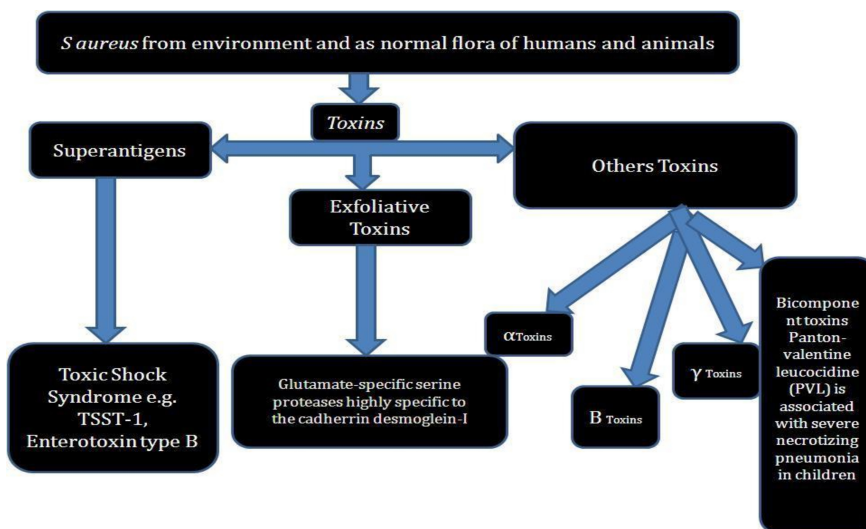 S aureus from environment and as normal flora of humans and animals
Toxins
Superantigens
Others Toxins
Exfoliative
Toxins
Toxic Shock
Syndrome e.g.
TSST-1,
Enterotoxin type B
Glutamate-specific serine
proteases highly specific to
the cadherrin desmoglein-I
α Toxins
B Toxins
γ Toxins
Bicompone
nt toxins
Panton-
valentine
leucocidine
(PVL) is
associated
with severe
necrotizing
pneumonia
in children